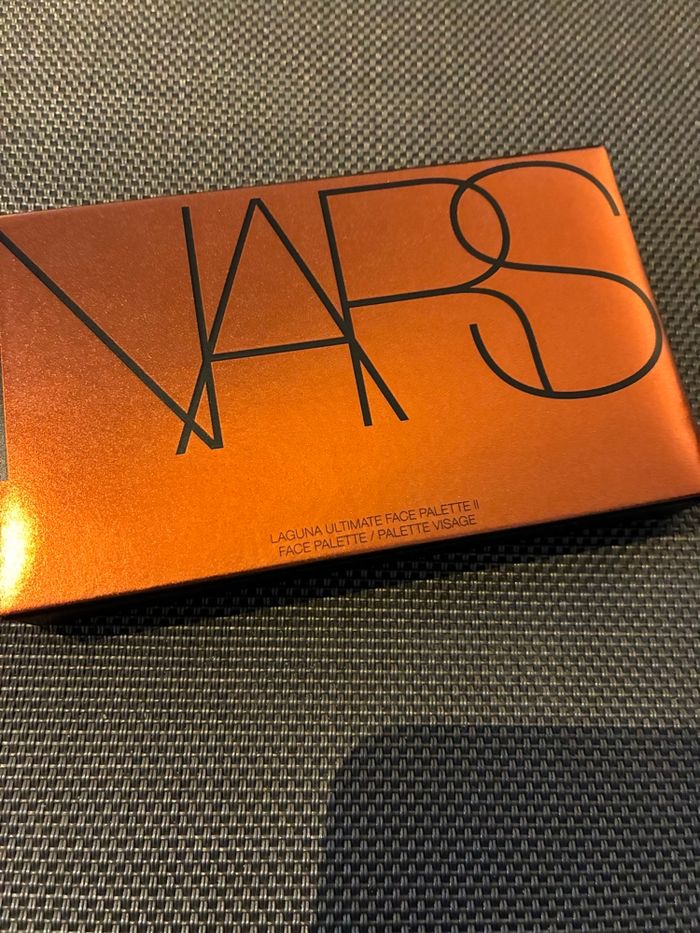 NARS
LAGUNA ULTIMATE FACE PALETTE II
FACE PALETTE / PALETTE VISAGE